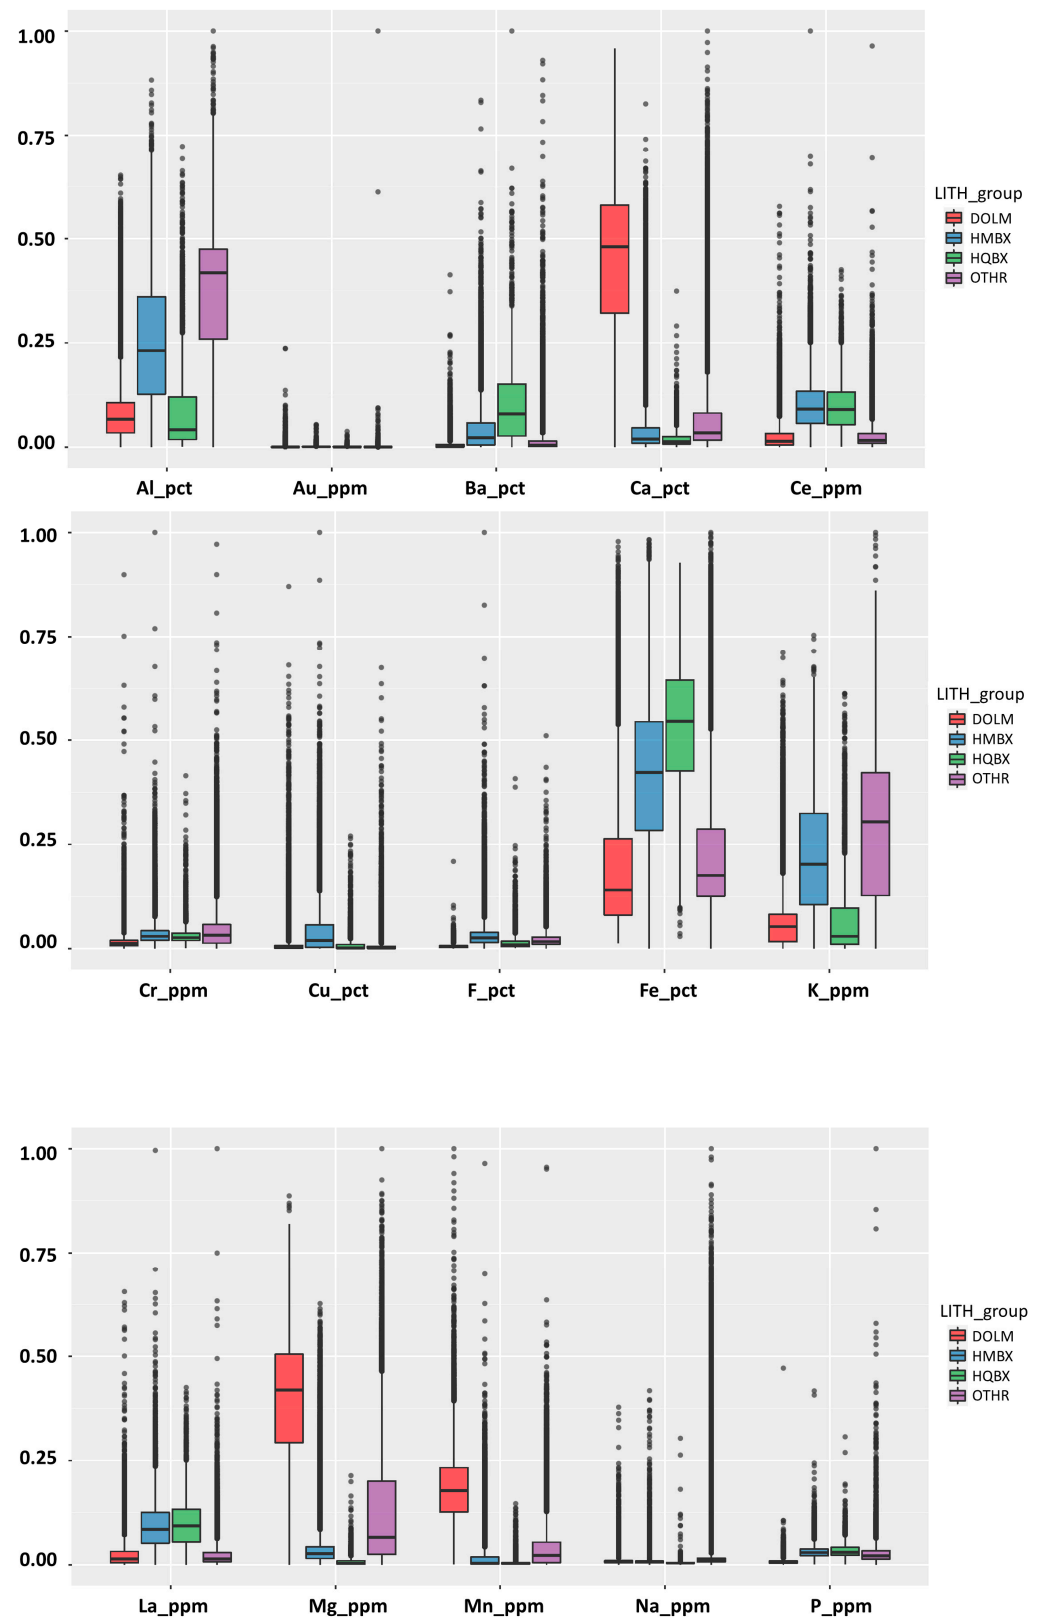 1.00
0.75
0.50
0.25
0.00
Al_pct Au_ppm Ba_pct Ca_pct Ce_ppm
LITH_group
DOLM
HMBX
HQBX
OTHR
1.00
0.75
0.50
0.25
0.00
Cr_ppm Cu_pct F_pct Fe_pct K_ppm
LITH_group
DOLM
HMBX
HQBX
OTHR
1.00
0.75
0.50
0.25
0.00
La_ppm Mg_ppm Mn_ppm Na_ppm P_ppm
LITH_group
DOLM
HMBX
HQBX
OTHR